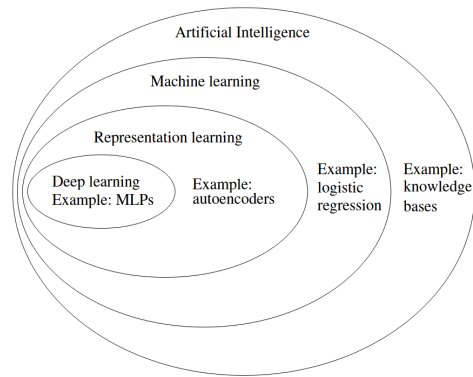 Artificial Intelligence
Machine learning
Representation learning
Deep learning
Example: MLPs
Example:
autoencoders
Example:
logistic
regression
Example:
knowledge
bases